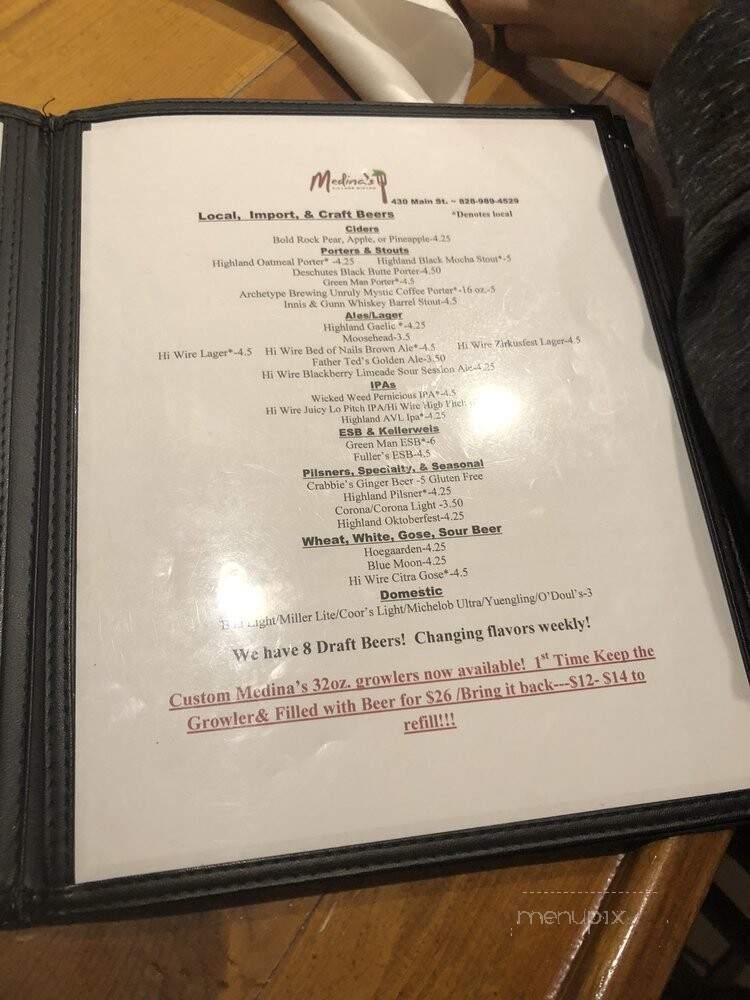 Medina's
VILLAGE BISTRO
430 Main St. ~ 828-989-4529
Local, Import, & Craft Beers *Denotes local
Ciders
Bold Rock Pear, Apple, or Pineapple-4.25
Porters & Stouts
Highland Oatmeal Porter* -4.25 Highland Black Mocha Stout*-5
Deschutes Black Butte Porter-4.50
Green Man Porter*-4.5
Archetype Brewing Unruly Mystic Coffee Porter*-16 oz.-5
Innis & Gunn Whiskey Barrel Stout-4.5
Ales/Lager
Highland Gaelic *-4.25
Moosehead-3.5
Hi Wire Lager*-4.5 Hi Wire Bed of Nails Brown Ale*-4.5 Hi Wire Zirkusfest Lager-4.5
Father Ted's Golden Ale-3.50
Hi Wire Blackberry Limeade Sour Session Ale-4.25
IPAs
Wicked Weed Pernicious IPA*-4.5
Hi Wire Juicy Lo Pitch IPA/Hi Wire High Pitch
Highland AVL Ipa*-4.25
ESB & Kellerweis
Green Man ESB*-6
Fuller's ESB-4.5
Pilsners, Specialty, & Seasonal
Crabbie's Ginger Beer -5 Gluten Free
Highland Pilsner*-4.25
Corona/Corona Light -3.50
Highland Oktoberfest-4.25
Wheat, White, Gose, Sour Beer
Hoegaarden-4.25
Blue Moon-4.25
Hi Wire Citra Gose*-4.5
Domestic
Bud Light/Miller Lite/Coor's Light/Michelob Ultra/Yuengling/O'Doul's-3
We have 8 Draft Beers! Changing flavors weekly!
Custom Medina's 32oz. growlers now available! 1st Time Keep the
Growler& Filled with Beer for $26 /Bring it back---$12- $14 to
refill!!!
menupix